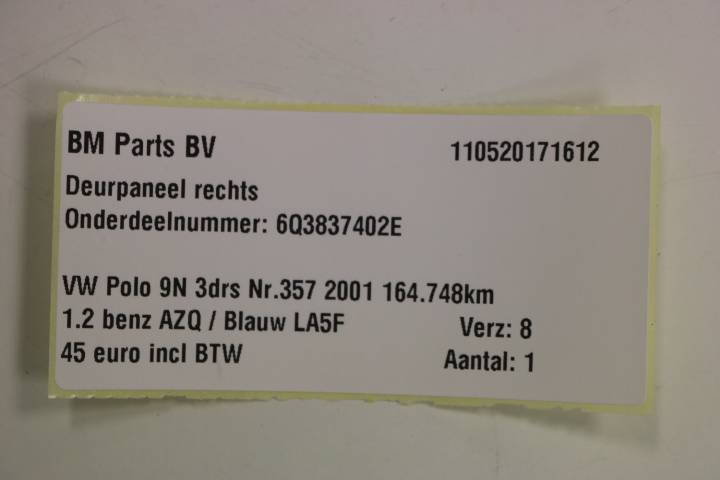 BM Parts BV 110520171612
Deurpaneel rechts
Onderdeelnummer: 6Q3837402E
VW Polo 9N 3drs Nr.357 2001 164.748km
1.2 benz AZQ / Blauw LA5F Verz: 8
45 euro incl BTW Aantal: 1